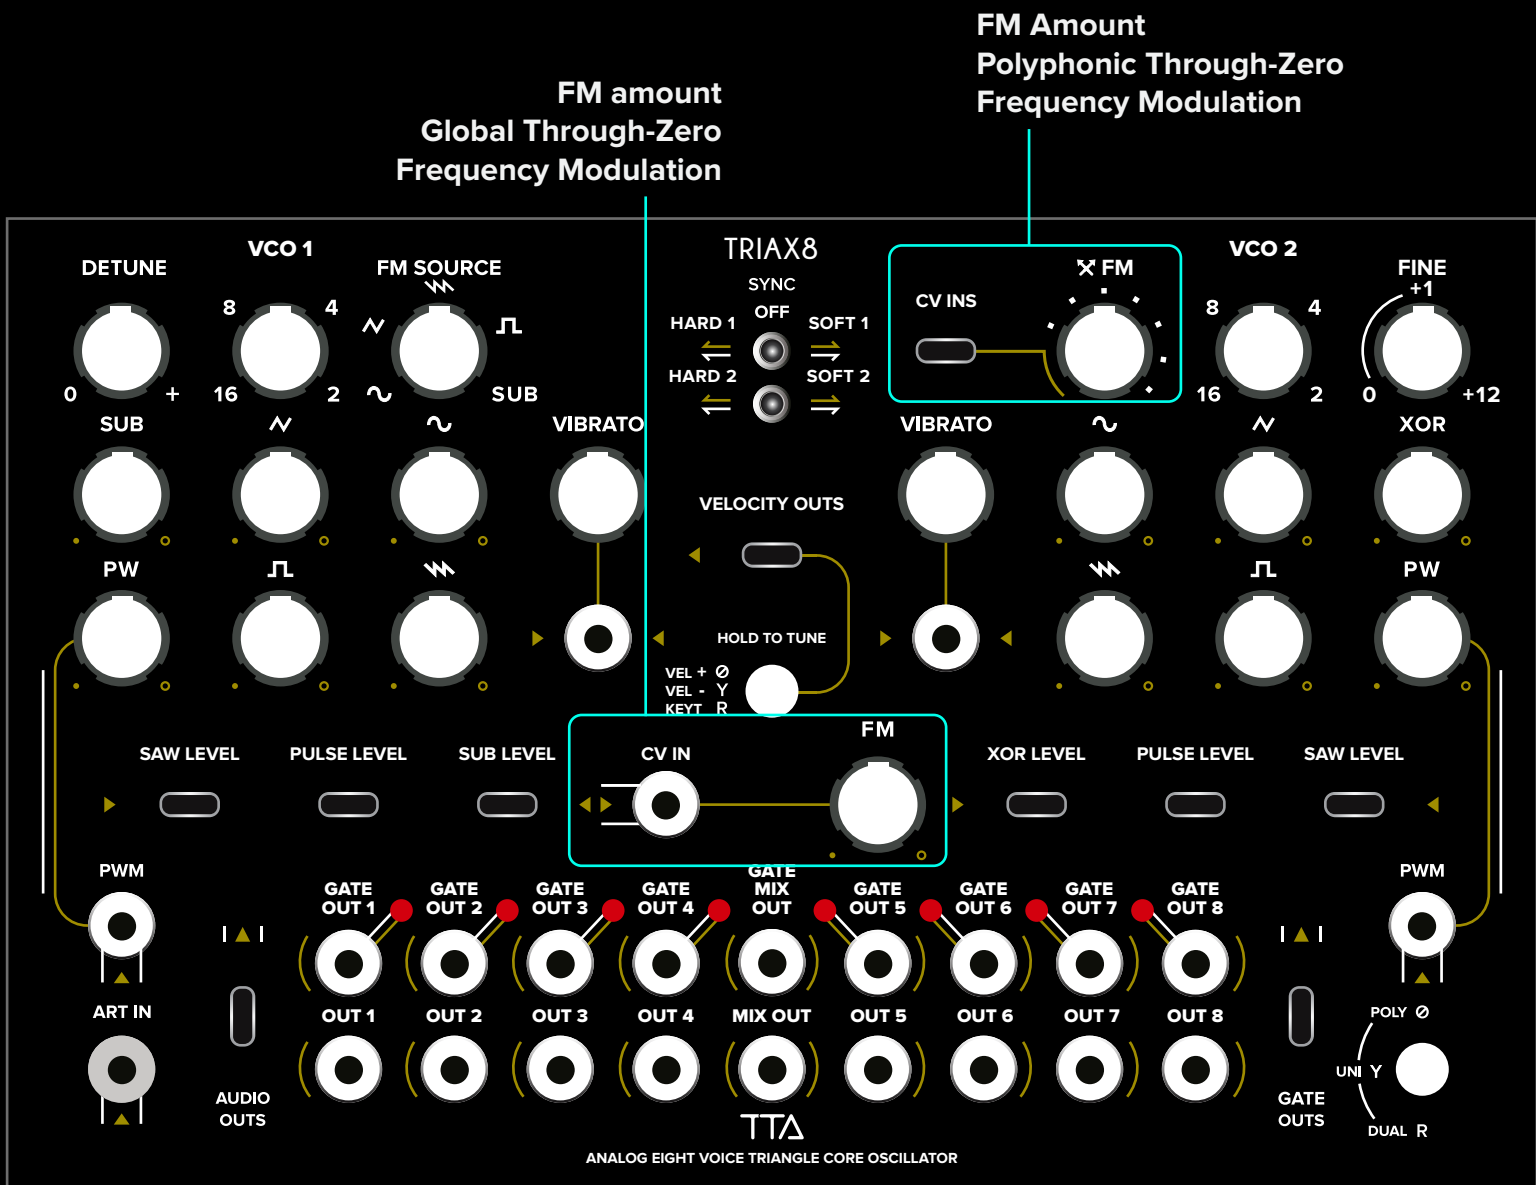 FM Amount
Polyphonic Through-Zero
Frequency Modulation
FM amount
Global Through-Zero
Frequency Modulation
VCO 1
TRIAX8
VCO 2
DETUNE
FM SOURCE
SYNC
FM
FINE
OFF
CV INS
+1
8
4
HARD 1
SOFT 1
8
4
HARD 2
SOFT 2
0
+
16
2
SUB
16
2
0
+12
SUB
VIBRATO
VIBRATO
XOR
VELOCITY OUTS
PW
PW
HOLD TO TUNE
VEL + Ø
VEL - Y
KEYT R
FM
SAW LEVEL
PULSE LEVEL
SUB LEVEL
CV IN
XOR LEVEL
PULSE LEVEL
SAW LEVEL
PWM
PWM
GATE OUT 1
GATE OUT 2
GATE OUT 3
GATE OUT 4
GATE MIX OUT
GATE OUT 5
GATE OUT 6
GATE OUT 7
GATE OUT 8
ART IN
OUT 1
OUT 2
OUT 3
OUT 4
MIX OUT
OUT 5
OUT 6
OUT 7
OUT 8
POLY Ø
UNI Y
DUAL R
AUDIO OUTS
GATE OUTS
TTA
ANALOG EIGHT VOICE TRIANGLE CORE OSCILLATOR